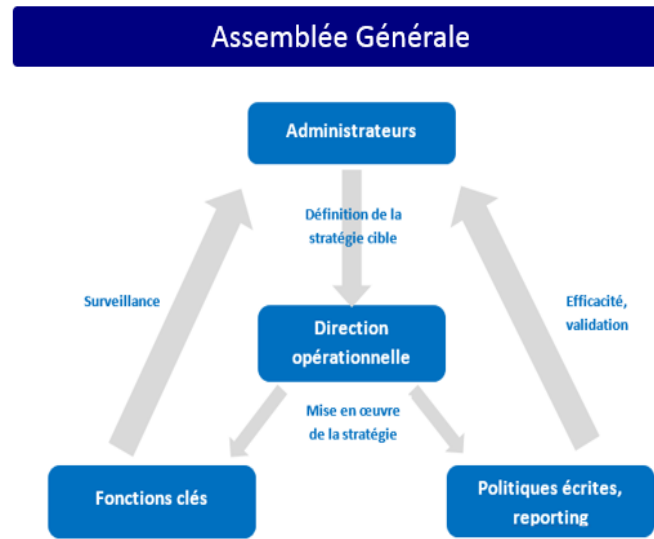 Assemblée Générale
Administrateurs
Définition de la
stratégie cible
Surveillance
Efficacité,
validation
Direction
opérationnelle
Mise en œuvre
de la stratégie
Fonctions clés
Politiques écrites,
reporting